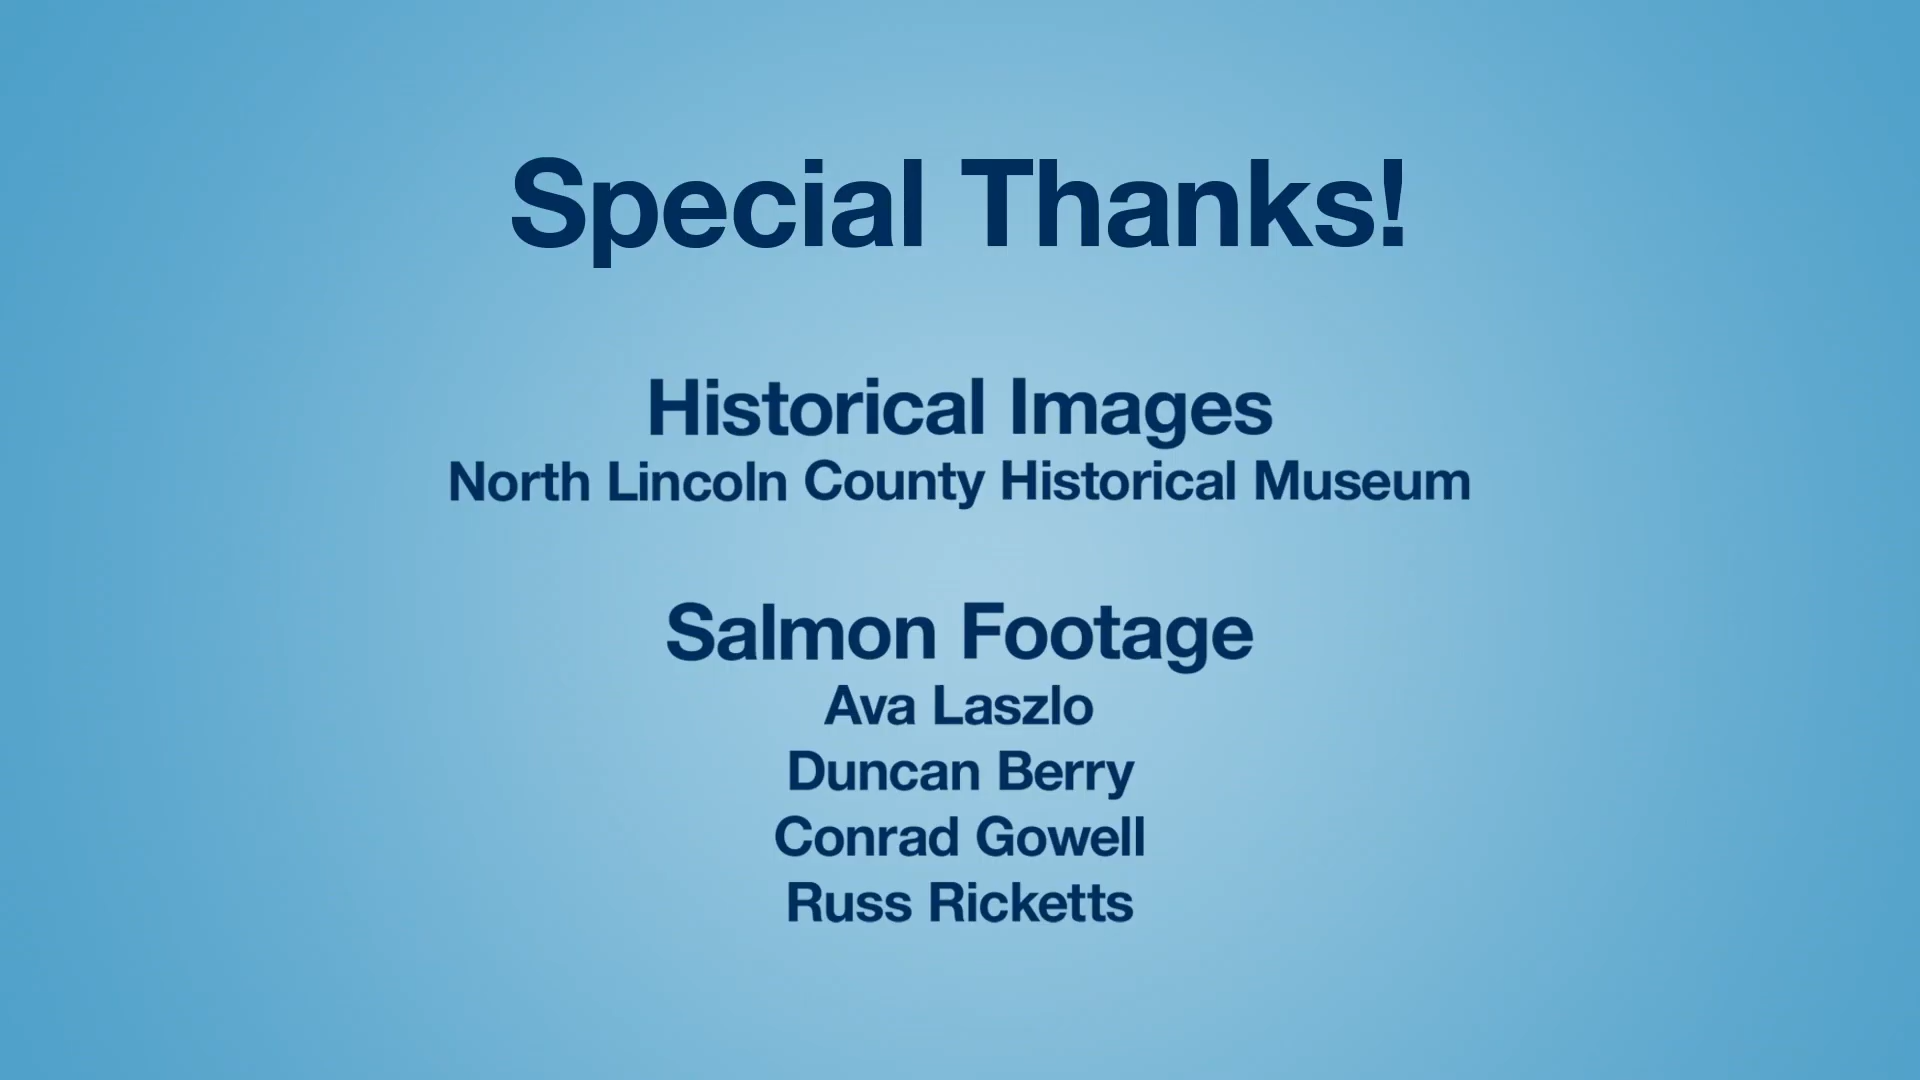 Special Thanks!
Historical Images
North Lincoln County Historical Museum
Salmon Footage
Ava Laszlo
Duncan Berry
Conrad Gowell
Russ Ricketts